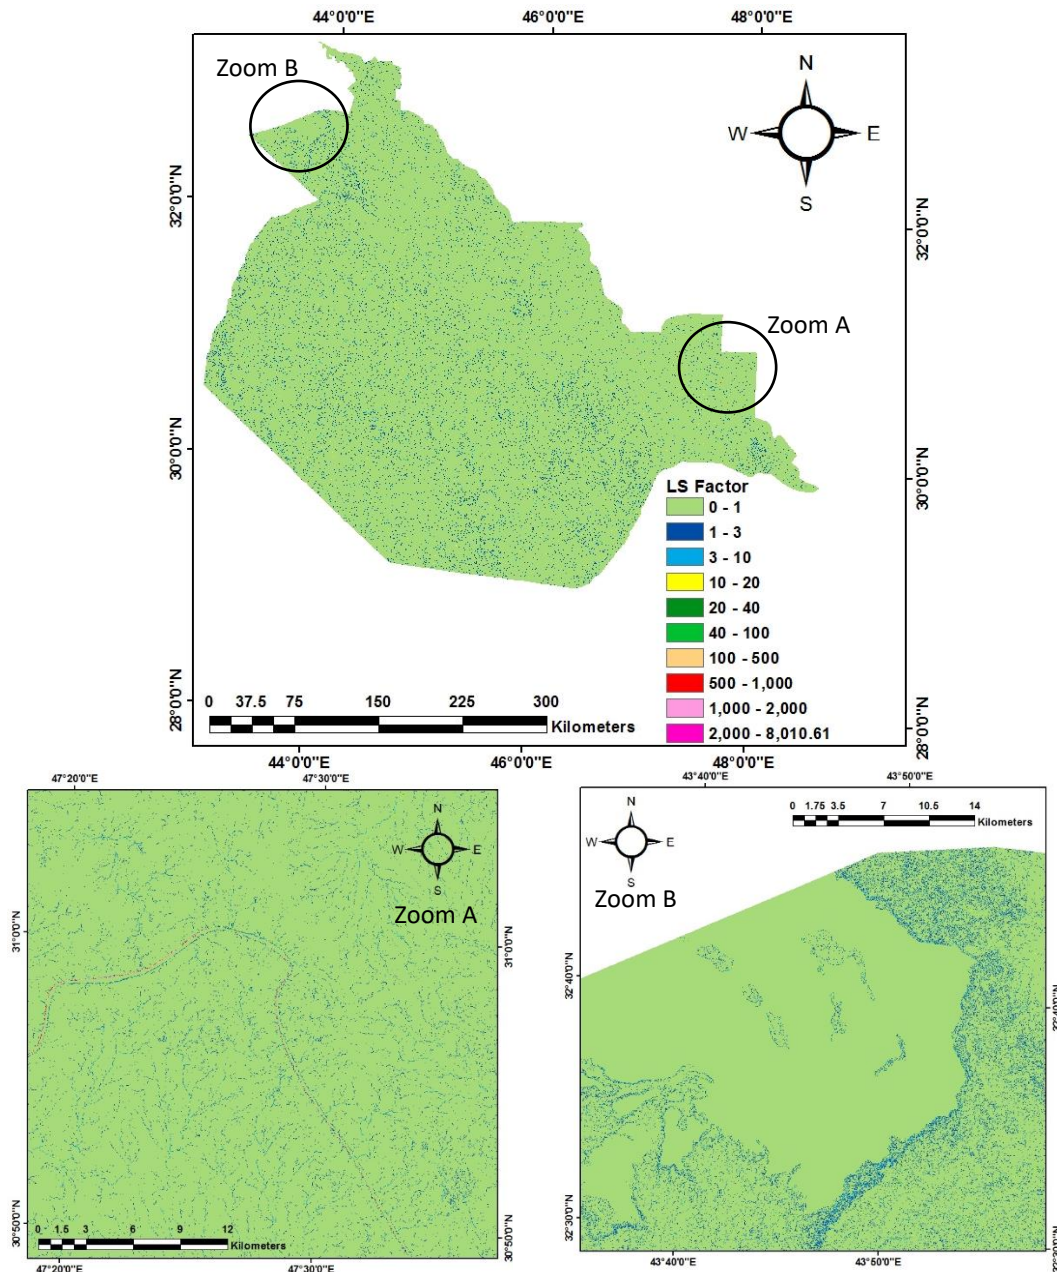 44°0'0"E 46°0'0"E 48°0'0"E
Zoom B
N
W E
S
32°0'0"N
32°0'0"N
Zoom A
30°0'0"N
30°0'0"N
LS Factor
0 - 1
1 - 3
3 - 10
10 - 20
20 - 40
40 - 100
100 - 500
500 - 1,000
1,000 - 2,000
2,000 - 8,010.61
28°0'0"N
28°0'0"N
0 37.5 75 150 225 300
Kilometers
44°0'0"E 46°0'0"E 48°0'0"E
47°20'0"E 47°30'0"E
N
W E
S
Zoom A
31°0'0"N
31°0'0"N
30°50'0"N
30°50'0"N
0 1.5 3 6 9 12
Kilometers
47°20'0"E 47°30'0"E
43°40'0"E 43°50'0"E
0 1.75 3.5 7 10.5 14
Kilometers
N
W E
S
Zoom B
32°40'0"N
32°40'0"N
32°30'0"N
32°30'0"N
43°40'0"E 43°50'0"E